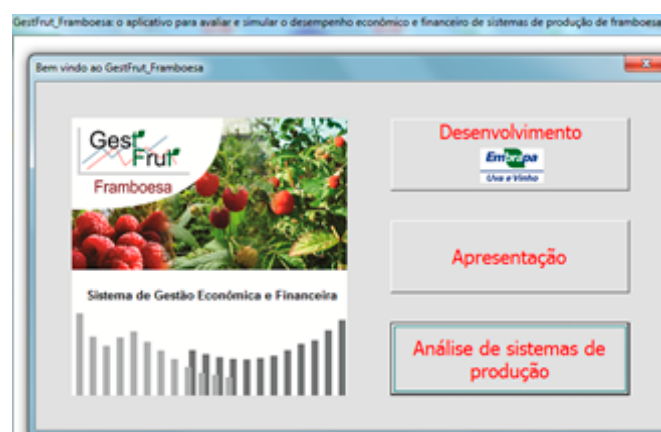 GestFrut_Framboesa: o aplicativo para avaliar e simular o desempenho econômico e financeiro de sistemas de produção de framboesa
Bem vindo ao GestFrut_Framboesa
Gest
Frut
Framboesa
Sistema de Gestão Econômica e Financeira
Desenvolvimento
Embrapa
Uva e Vinho
Apresentação
Análise de sistemas de
produção